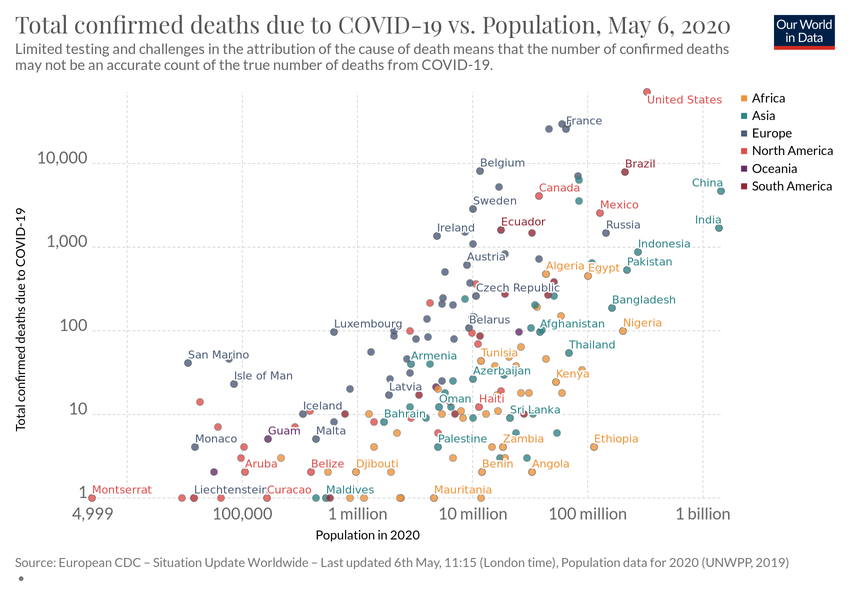 Total confirmed deaths due to COVID-19 vs. Population, May 6, 2020
Our World
in Data
Limited testing and challenges in the attribution of the cause of death means that the number of confirmed deaths
may not be an accurate count of the true number of deaths from COVID-19.
United States
Africa
Asia
Europe
North America
Oceania
South America
France
10,000
Belgium
Brazil
China
Canada
Sweden
Mexico
India
Ireland
Ecuador
Russia
1,000
Indonesia
Austria
Algeria
Egypt
Pakistan
Czech Republic
Bangladesh
Luxembourg
Belarus
Afghanistan
Nigeria
100
San Marino
Armenia
Tunisia
Thailand
Isle of Man
Azerbaijan
Kenya
Latvia
Iceland
Oman
Haiti
10
Bahrain
Sri Lanka
Guam
Malta
Monaco
Palestine
Zambia
Ethiopia
Aruba
Belize
Djibouti
Benin
Angola
Montserrat
Liechtenstein
Curacao
Maldives
Mauritania
1
4,999
100,000
1 million
10 million
100 million
1 billion
Total confirmed deaths due to COVID-19
Population in 2020
Source: European CDC – Situation Update Worldwide – Last updated 6th May, 11:15 (London time), Population data for 2020 (UNWPP, 2019)